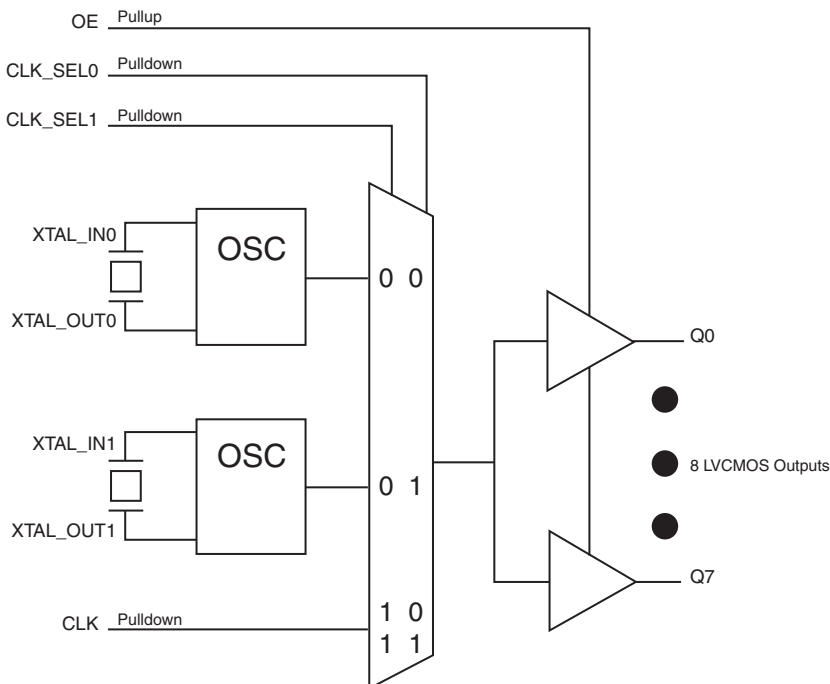 OE Pullup
CLK_SEL0 Pulldown
CLK_SEL1 Pulldown
XTAL_IN0
OSC
0 0
XTAL_OUT0
Q0
XTAL_IN1
OSC
0 1
8 LVCMOS Outputs
XTAL_OUT1
Q7
CLK Pulldown
1 0
1 1